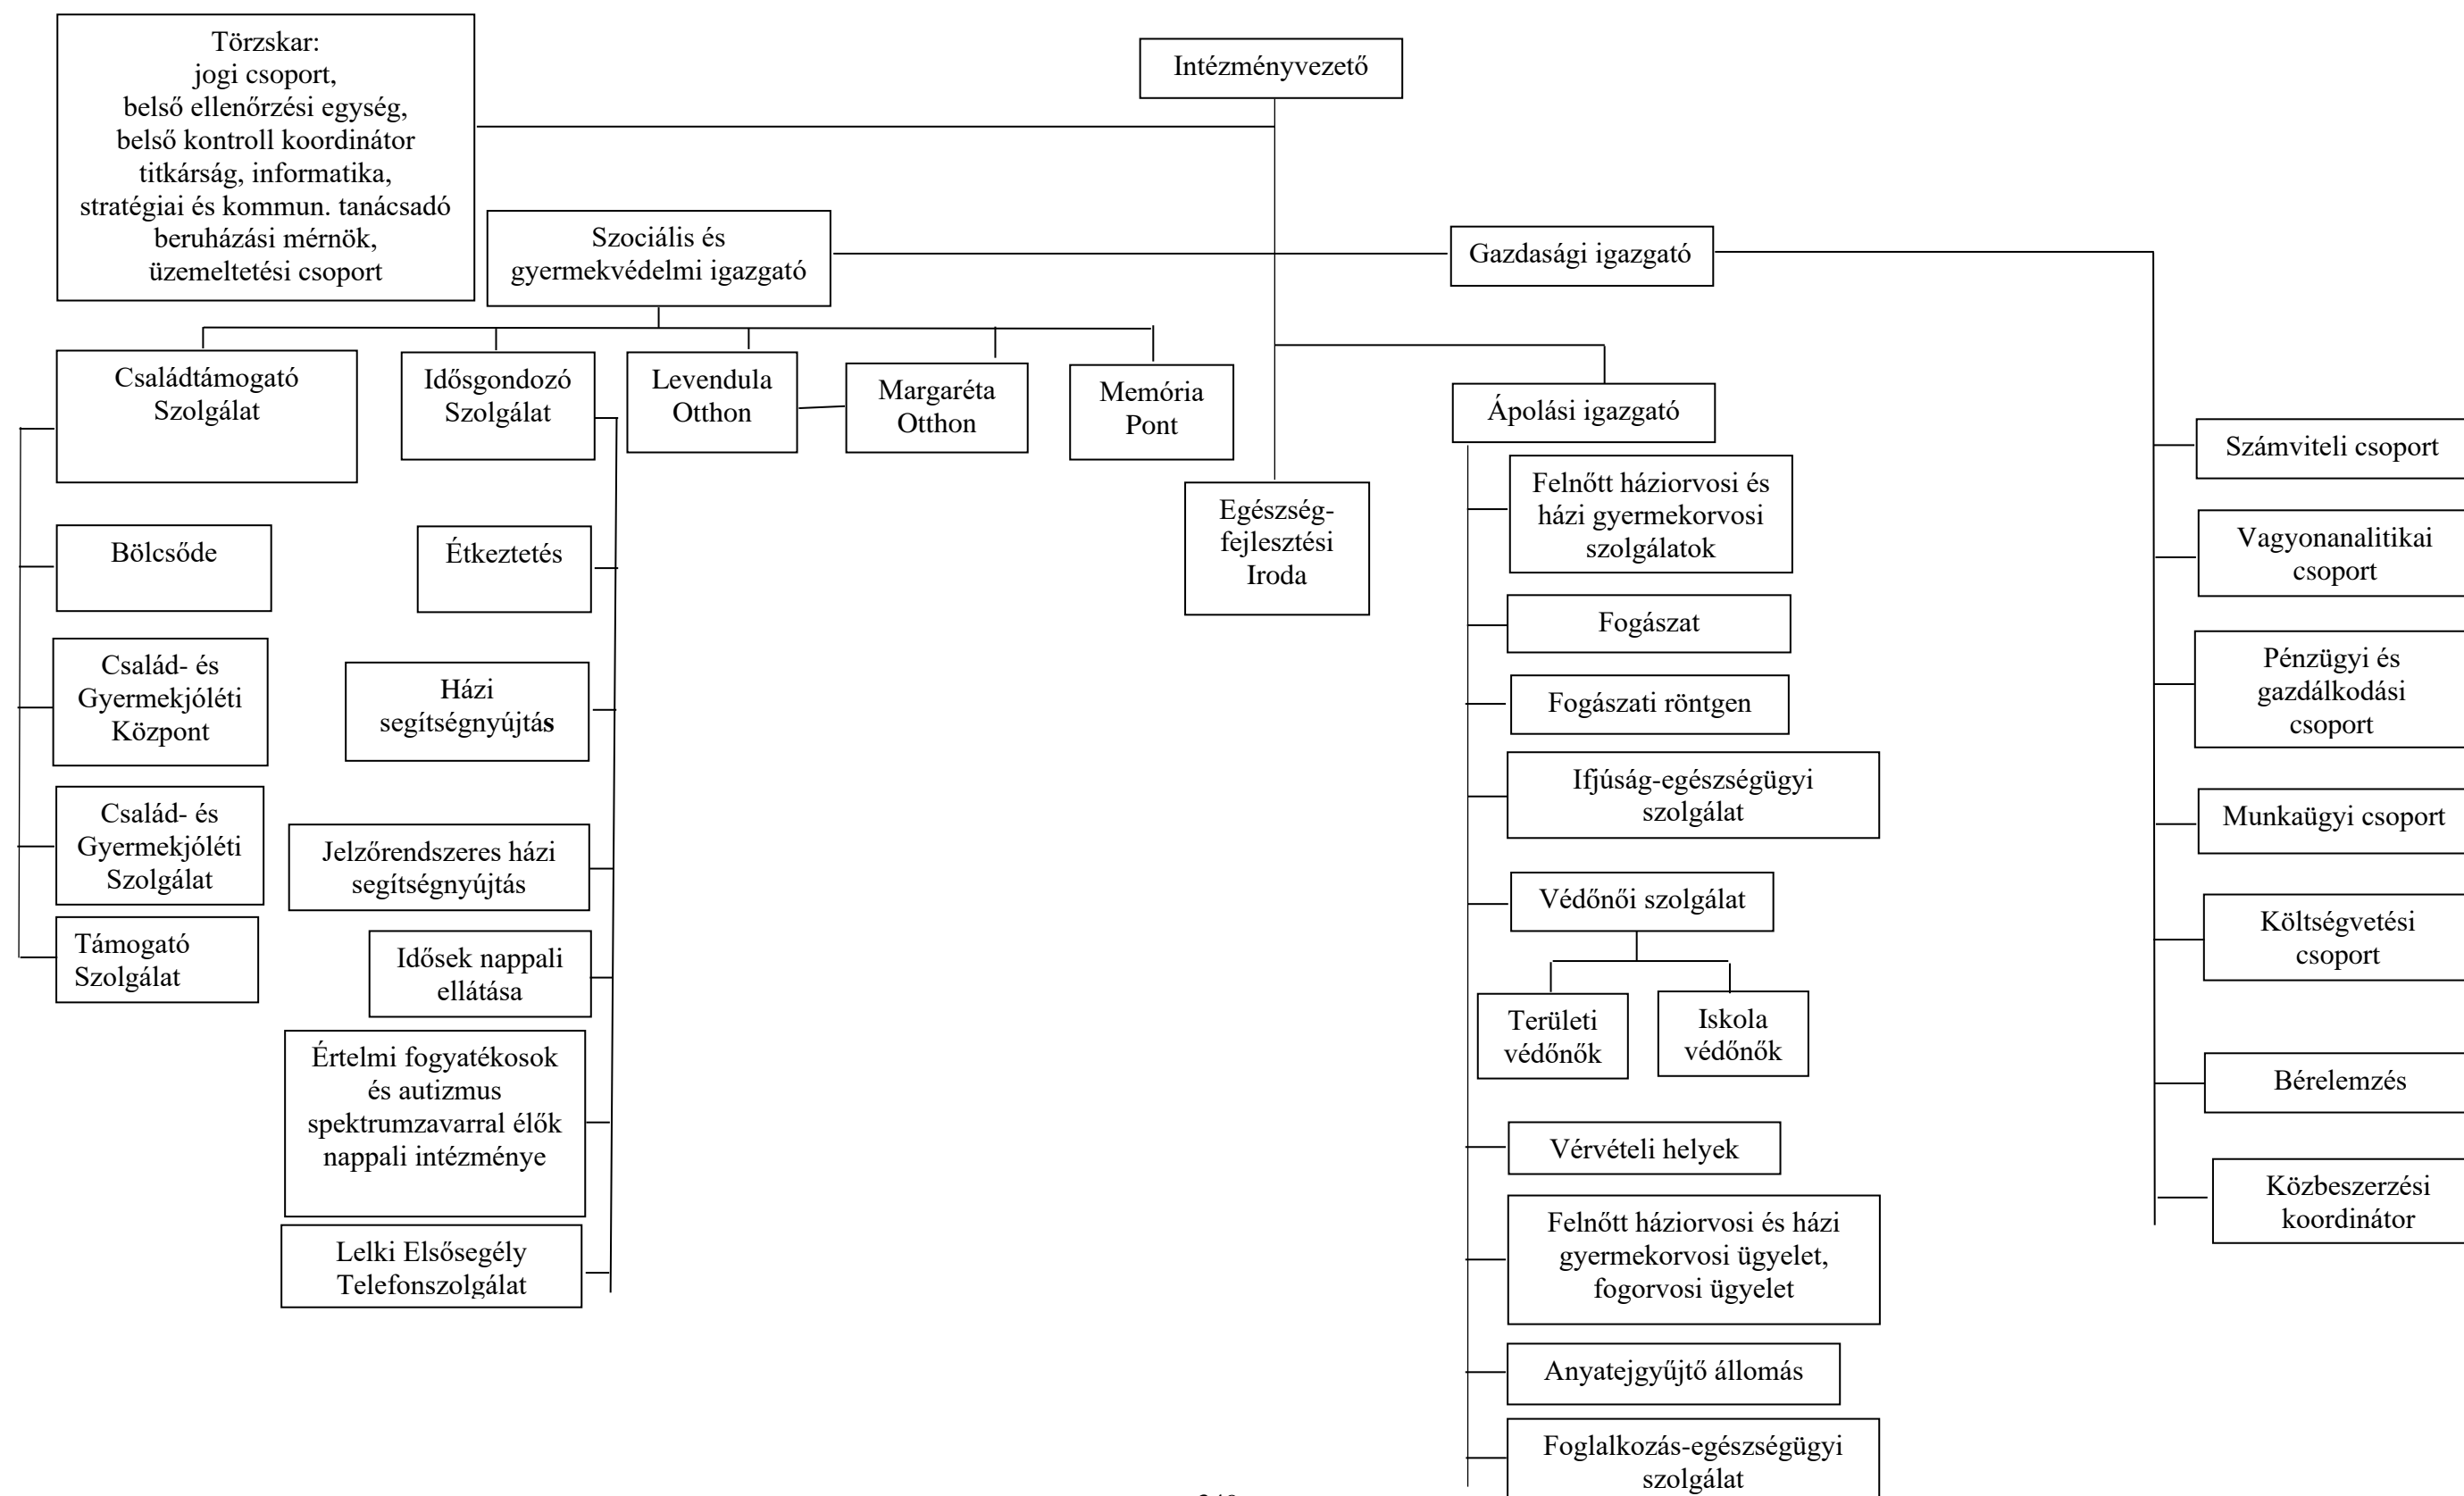 Törzskar:
jogi csoport,
belső ellenőrzési egység,
belső kontroll koordinátor
titkárság, informatika,
stratégiai és kommun. tanácsadó
beruházási mérnök,
üzemeltetési csoport
Intézményvezető
Szociális és
gyermekvédelmi igazgató
Gazdasági igazgató
Családtámogató
Szolgálat
Idősgondozó
Szolgálat
Levendula
Otthon
Margaréta
Otthon
Memória
Pont
Egészség-
fejlesztési
Iroda
Ápolási igazgató
Bölcsőde
Család- és
Gyermekjóléti
Központ
Család- és
Gyermekjóléti
Szolgálat
Támogató
Szolgálat
Étkeztetés
Házi
segítségnyújtás
Jelzőrendszeres házi
segítségnyújtás
Idősek nappali
ellátása
Értelmi fogyatékosok
és autizmus
spektrumzavarral élők
nappali intézménye
Lelki Elsősegély
Telefonszolgálat
Felnőtt háziorvosi és
házi gyermekorvosi
szolgálatok
Fogászat
Fogászati röntgen
Ifjúság-egészségügyi
szolgálat
Védőnői szolgálat
Területi
védőnők
Iskola
védőnők
Vérvételi helyek
Felnőtt háziorvosi és házi
gyermekorvosi ügyelet,
fogorvosi ügyelet
Anyatejgyűjtő állomás
Foglalkozás-egészségügyi
szolgálat
Számviteli csoport
Vagyonanalitikai
csoport
Pénzügyi és
gazdálkodási
csoport
Munkaügyi csoport
Költségvetési
csoport
Bérelemzés
Közbeszerzési
koordinátor